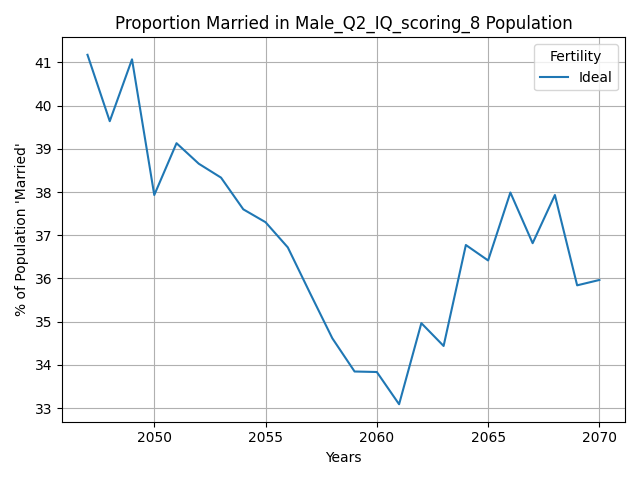 Proportion Married in Male_Q2_IQ_scoring_8 Population
Fertility
Ideal
% of Population 'Married'
41
40
39
38
37
36
35
34
33
2050
2055
2060
2065
2070
Years